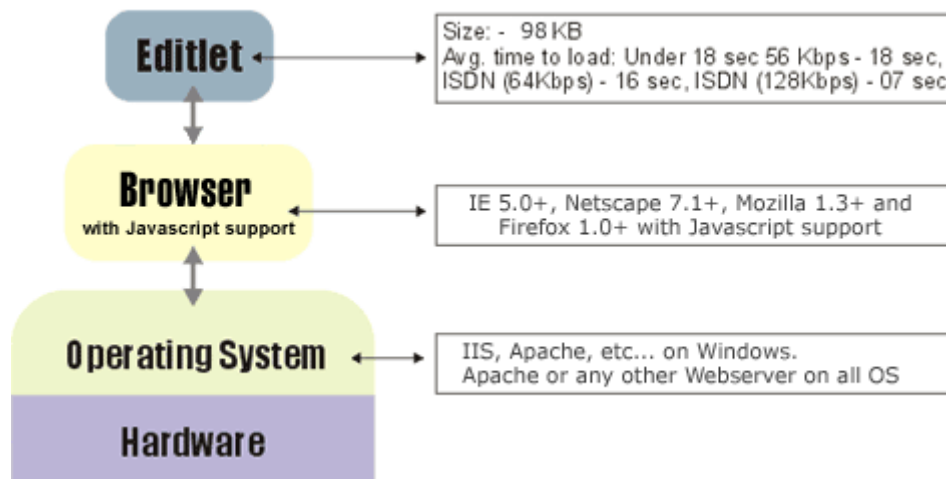 Editlet
Size: - 98 KB
Avg. time to load: Under 18 sec 56 Kbps - 18 sec,
ISDN (64Kbps) - 16 sec, ISDN (128Kbps) - 07 sec
Browser
with Javascript support
IE 5.0+, Netscape 7.1+, Mozilla 1.3+ and
Firefox 1.0+ with Javascript support
Operating System
IIS, Apache, etc... on Windows.
Apache or any other Webserver on all OS
Hardware